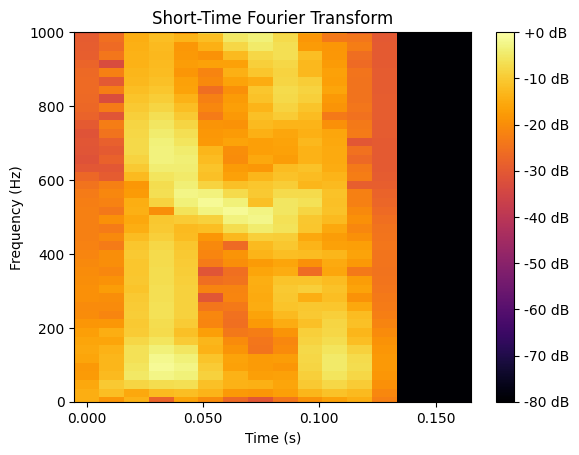 Short-Time Fourier Transform
1000
800
600
400
200
0
Frequency (Hz)
0.000
0.050
0.100
0.150
Time (s)
+0 dB
-10 dB
-20 dB
-30 dB
-40 dB
-50 dB
-60 dB
-70 dB
-80 dB